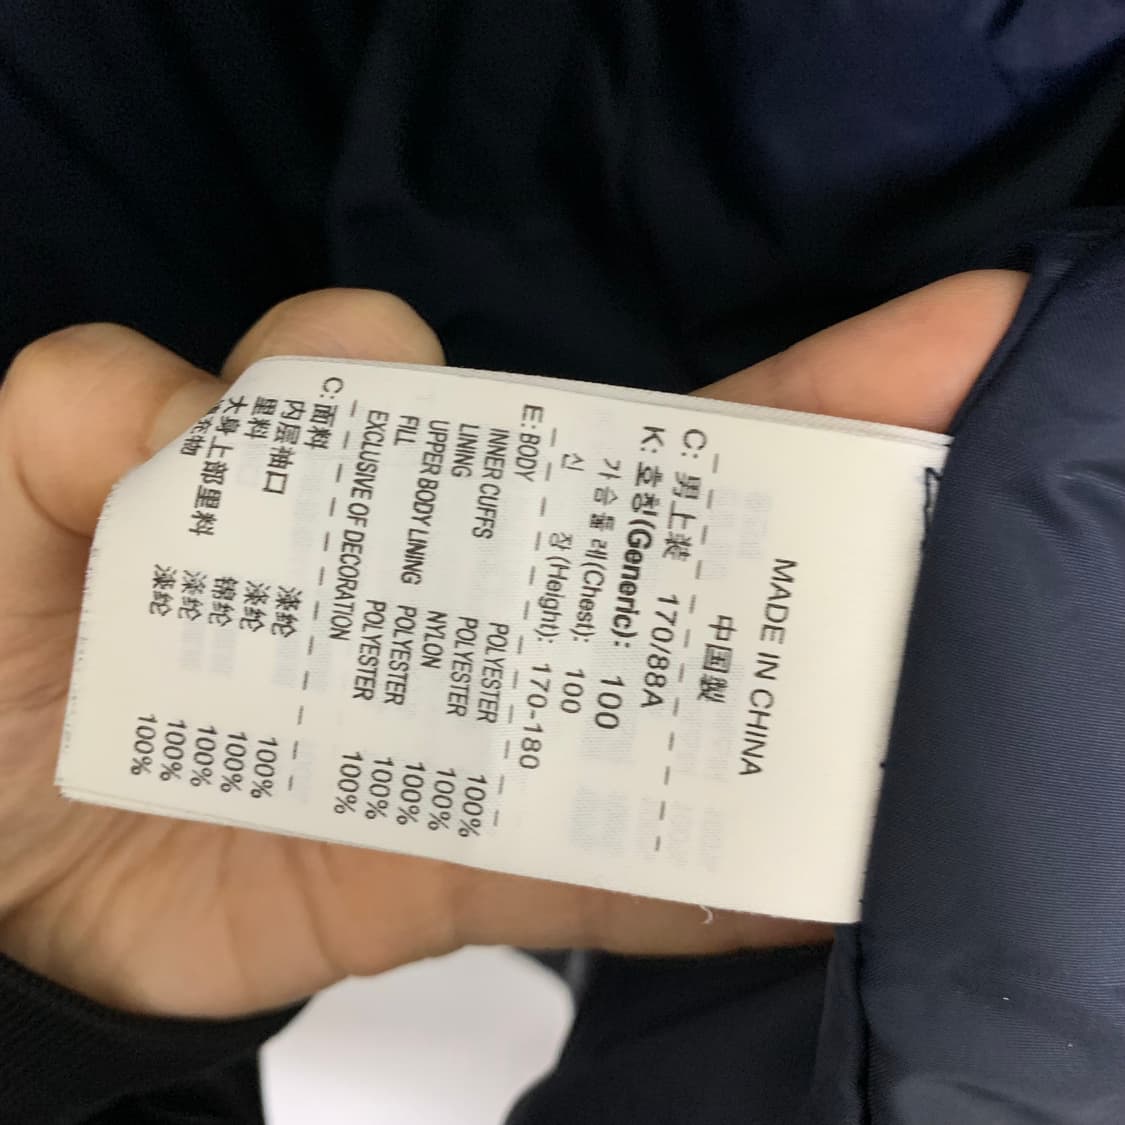 MADE IN CHINA
中国製
C: 男上装 170/88A
K: 호칭(Generic): 100
가슴둘레(Chest): 100
신 장(Height): 170-180
E: BODY POLYESTER 100%
INNER CUFFS POLYESTER 100%
LINING NYLON 100%
UPPER BODY LINING POLYESTER 100%
FILL POLYESTER 100%
EXCLUSIVE OF DECORATION
C: 面料 涤纶 100%
内层袖口 涤纶 100%
里料 锦纶 100%
大身上部里料 涤纶 100%
填充物 涤纶 100%